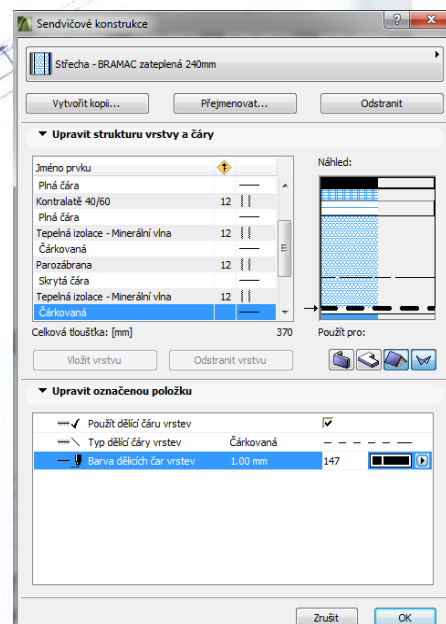 Sendvičové konstrukce
Střecha - BRAMAC zateplená 240mm
Vytvořit kopii... Přejmenovat... Odstranit
Upravit strukturu vrstvy a čáry
Jméno prvku
Náhled:
Plná čára
Kontralatě 40/60 12
Plná čára
Tepelná izolace - Minerální vlna 12
Čárkovaná
Parozábrana 12
Skrytá čára
Tepelná izolace - Minerální vlna 12
Čárkovaná
Celková tloušťka: [mm] 370 Použít pro:
Vložit vrstvu Odstranit vrstvu
Upravit označenou položku
Použít dělící čáru vrstev
Typ dělící čáry vrstev Čárkovaná
Barva dělicích čar vrstev 1.00 mm 147
Zrušit OK